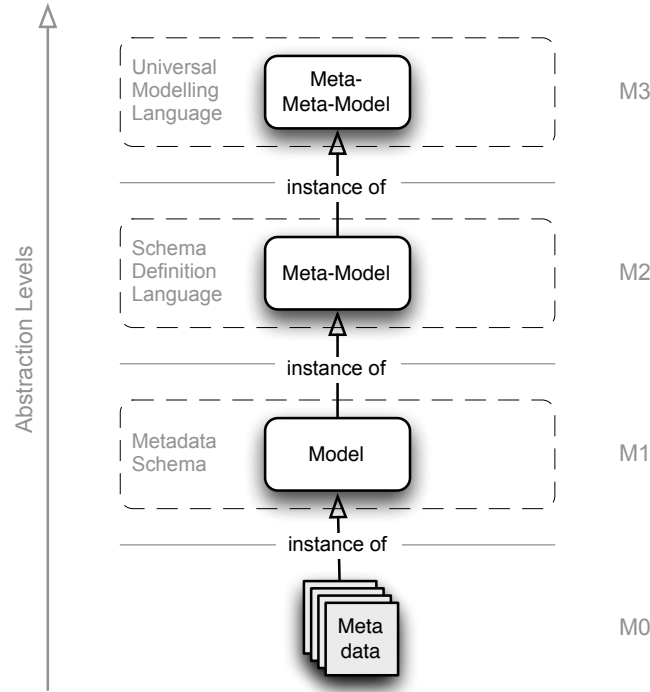 Universal
Modelling
Language
Meta-
Meta-Model
M3
instance of
Schema
Definition
Language
Meta-Model
M2
instance of
Metadata
Schema
Model
M1
instance of
Meta
data
M0
Abstraction Levels